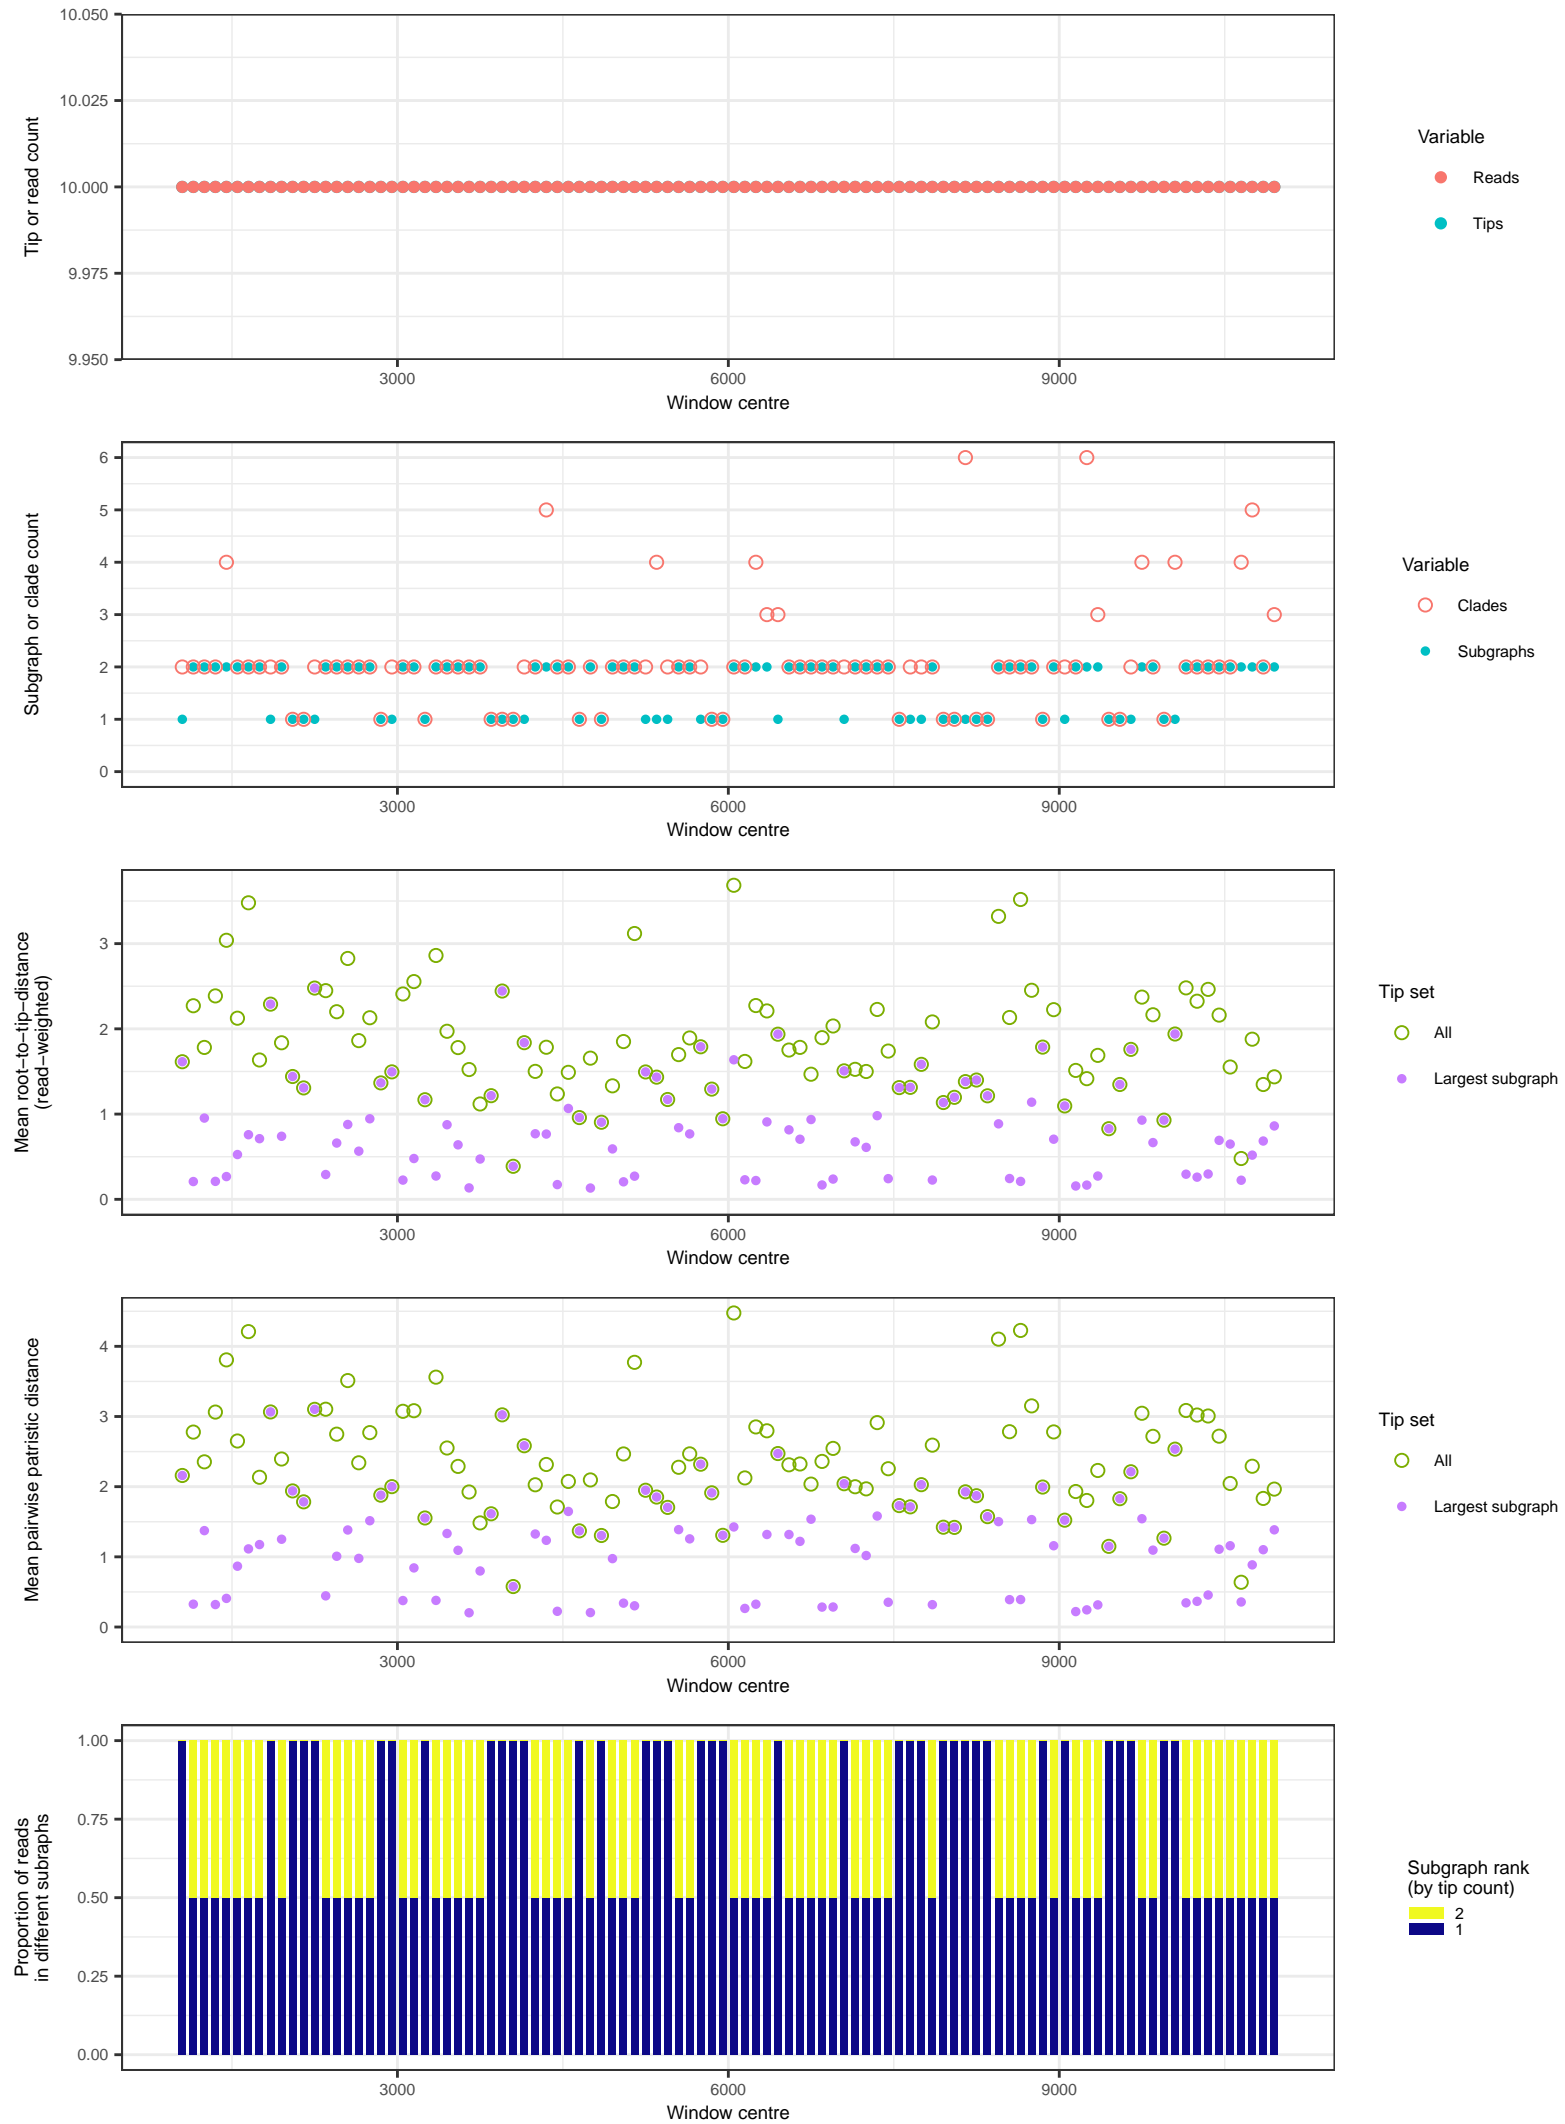 10.050
10.025
10.000
9.975
9.950
Tip or read count
3000 6000 9000
Window centre
Variable
Reads
Tips
6
5
4
3
2
1
0
Subgraph or clade count
3000 6000 9000
Window centre
Variable
Clades
Subgraphs
3
2
1
0
Mean root−to−tip−distance
(read−weighted)
3000 6000 9000
Window centre
Tip set
All
Largest subgraph
4
3
2
1
0
Mean pairwise patristic distance
3000 6000 9000
Window centre
Tip set
All
Largest subgraph
1.00
0.75
0.50
0.25
0.00
Proportion of reads
in different subraphs
3000 6000 9000
Window centre
Subgraph rank
(by tip count)
2
1